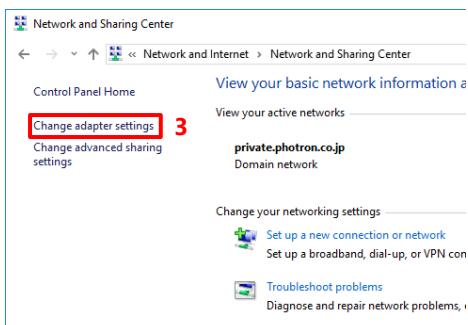 Network and Sharing Center
« Network and Internet > Network and Sharing Center
Control Panel Home
Change adapter settings 3
Change advanced sharing
settings
View your basic network information a
View your active networks
private.photron.co.jp
Domain network
Change your networking settings
Set up a new connection or network
Set up a broadband, dial-up, or VPN con
Troubleshoot problems
Diagnose and repair network problems,